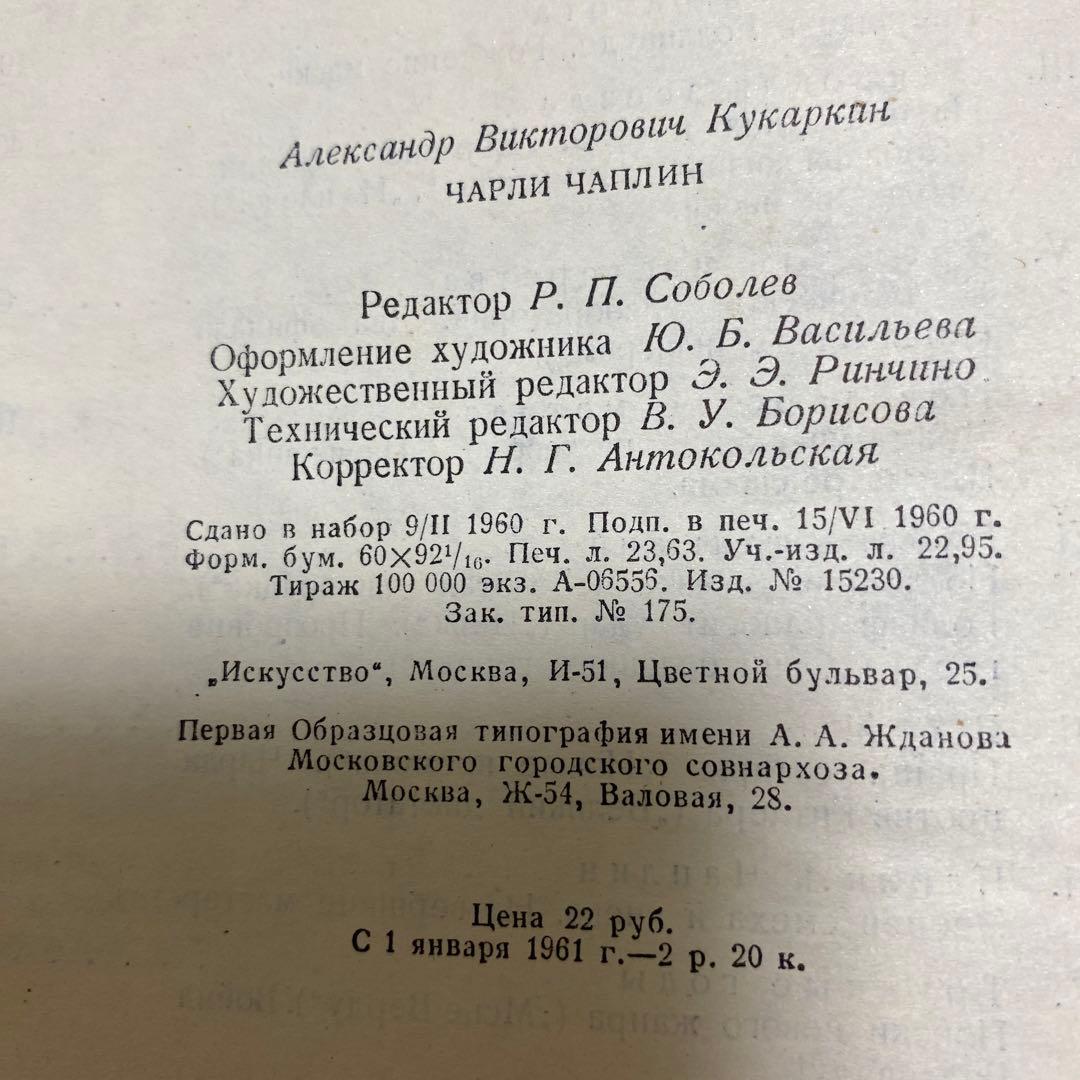 Александр Викторович Кукаркин
ЧАРЛИ ЧАПЛИН
Редактор Р. П. Соболев
Оформление художника Ю. Б. Васильева
Художественный редактор Э. Э. Ринчино
Технический редактор В. У. Борисова
Корректор Н. Г. Антокольская
Сдано в набор 9/II 1960 г. Подп. в печ. 15/VI 1960 г.
Форм. бум. 60×92¹/₁₆. Печ. л. 23,63. Уч.-изд. л. 22,95.
Тираж 100 000 экз. А-06556. Изд. № 15230.
Зак. тип. № 175.
„Искусство“, Москва, И-51, Цветной бульвар, 25.
Первая Образцовая типография имени А. А. Жданова
Московского городского совнархоза.
Москва, Ж-54, Валовая, 28.
Цена 22 руб.
С 1 января 1961 г.—2 р. 20 к.